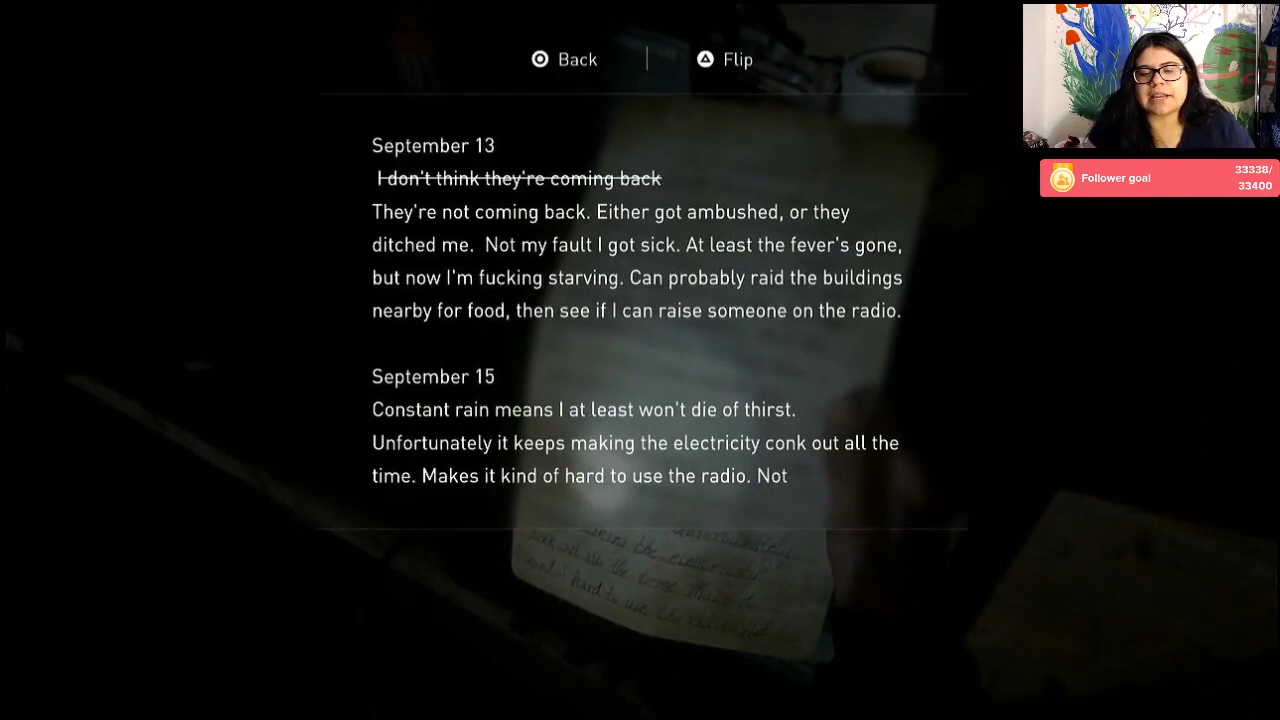 Back
Flip
September 13
I don't think they're coming back
They're not coming back. Either got ambushed, or they
ditched me. Not my fault I got sick. At least the fever's gone,
but now I'm fucking starving. Can probably raid the buildings
nearby for food, then see if I can raise someone on the radio.
September 15
Constant rain means I at least won't die of thirst.
Unfortunately it keeps making the electricity conk out all the
time. Makes it kind of hard to use the radio. Not
Follower goal
33338/
33400